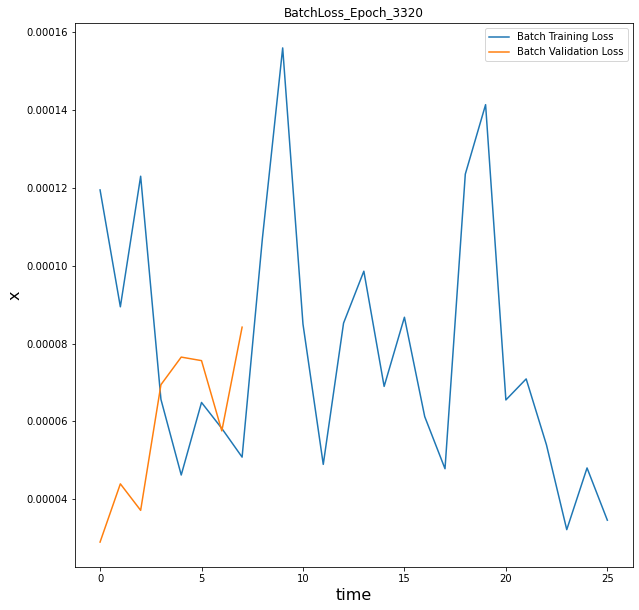 BatchLoss_Epoch_3320
Batch Training Loss
Batch Validation Loss
0.00016
0.00014
0.00012
0.00010
0.00008
0.00006
0.00004
x
0 5 10 15 20 25
time